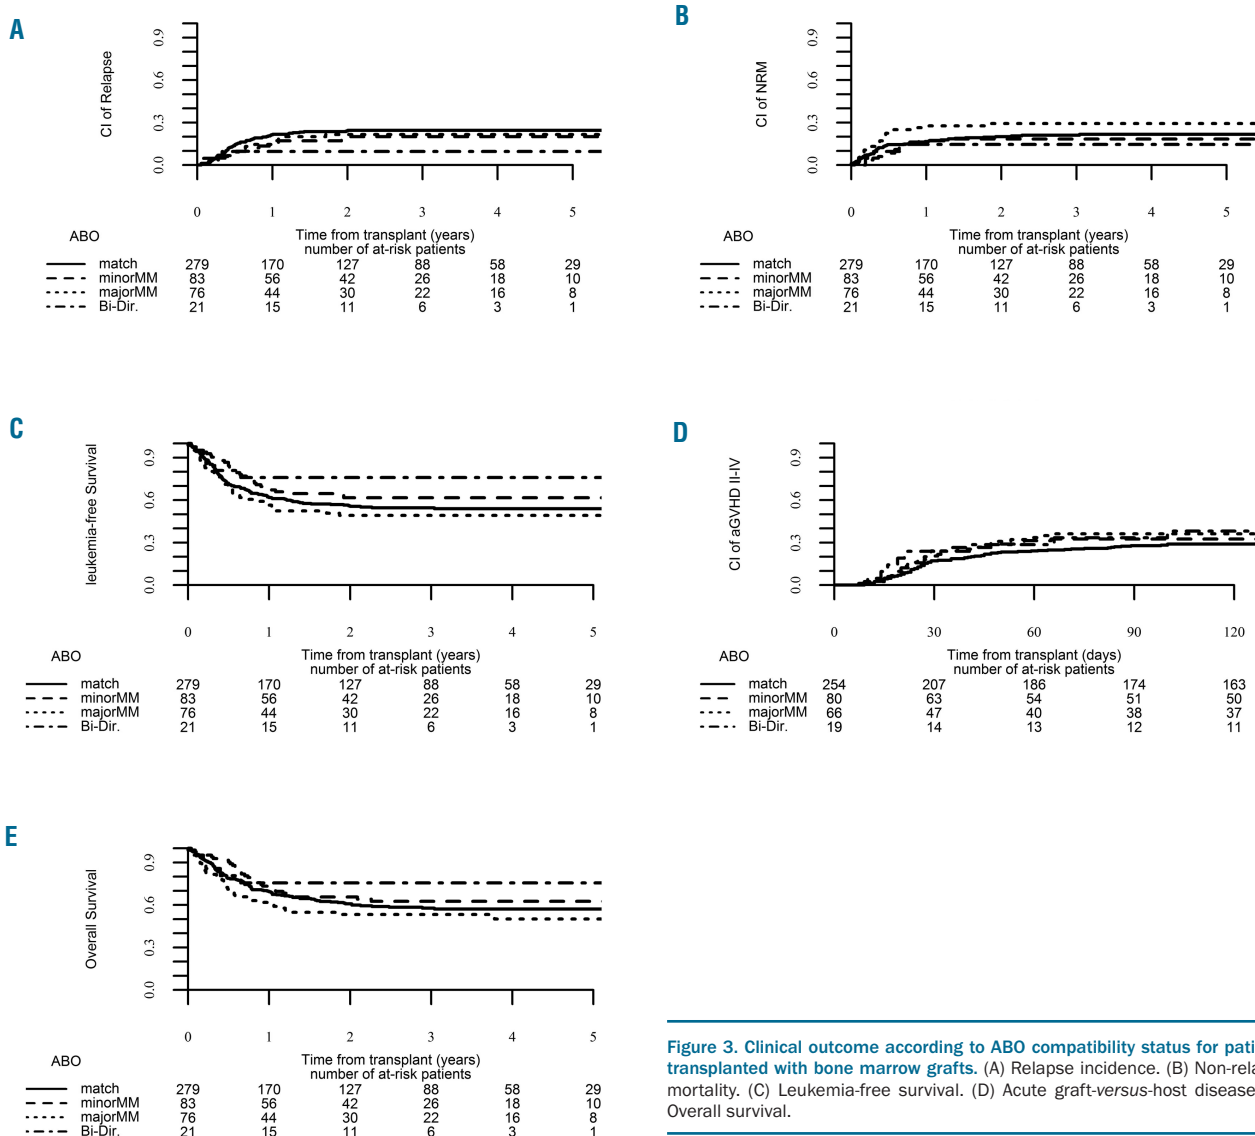 A
CI of Relapse
0.9
0.6
0.3
0.0
0 1 2 3 4 5
ABO Time from transplant (years)
number of at-risk patients
match 279 170 127 88 58 29
minorMM 83 56 42 26 18 10
majorMM 76 44 30 22 16 8
Bi-Dir. 21 15 11 6 3 1
B
CI of NRM
0.9
0.6
0.3
0.0
0 1 2 3 4 5
ABO Time from transplant (years)
number of at-risk patients
match 279 170 127 88 58 29
minorMM 83 56 42 26 18 10
majorMM 76 44 30 22 16 8
Bi-Dir. 21 15 11 6 3 1
C
leukemia-free Survival
0.9
0.6
0.3
0.0
0 1 2 3 4 5
ABO Time from transplant (years)
number of at-risk patients
match 279 170 127 88 58 29
minorMM 83 56 42 26 18 10
majorMM 76 44 30 22 16 8
Bi-Dir. 21 15 11 6 3 1
D
CI of aGVHD II-IV
0.9
0.6
0.3
0.0
0 30 60 90 120
ABO Time from transplant (days)
number of at-risk patients
match 254 207 186 174 163
minorMM 80 63 54 51 50
majorMM 66 47 40 38 37
Bi-Dir. 19 14 13 12 11
E
Overall Survival
0.9
0.6
0.3
0.0
0 1 2 3 4 5
ABO Time from transplant (years)
number of at-risk patients
match 279 170 127 88 58 29
minorMM 83 56 42 26 18 10
majorMM 76 44 30 22 16 8
Bi-Dir. 21 15 11 6 3 1
Figure 3. Clinical outcome according to ABO compatibility status for pati
transplanted with bone marrow grafts. (A) Relapse incidence. (B) Non-rela
mortality. (C) Leukemia-free survival. (D) Acute graft-versus-host disease
Overall survival.